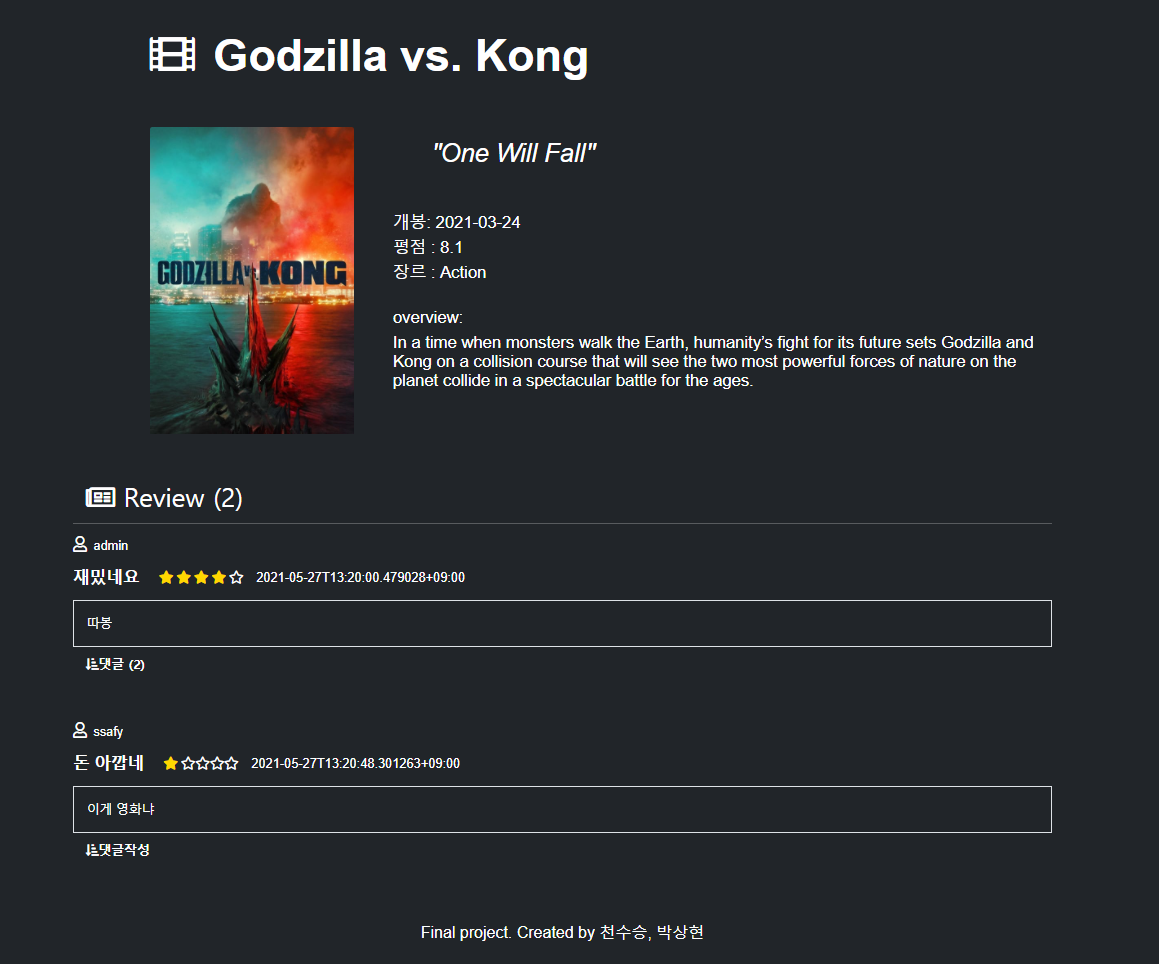 Godzilla vs. Kong
"One Will Fall"
GODZILLA vs. KONG
개봉: 2021-03-24
평점 : 8.1
장르 : Action
overview:
In a time when monsters walk the Earth, humanity’s fight for its future sets Godzilla and
Kong on a collision course that will see the two most powerful forces of nature on the
planet collide in a spectacular battle for the ages.
Review (2)
admin
재밌네요 2021-05-27T13:20:00.479028+09:00
따봉
댓글 (2)
ssafy
돈 아깝네 2021-05-27T13:20:48.301263+09:00
이게 영화냐
댓글작성
Final project. Created by 천수승, 박상현